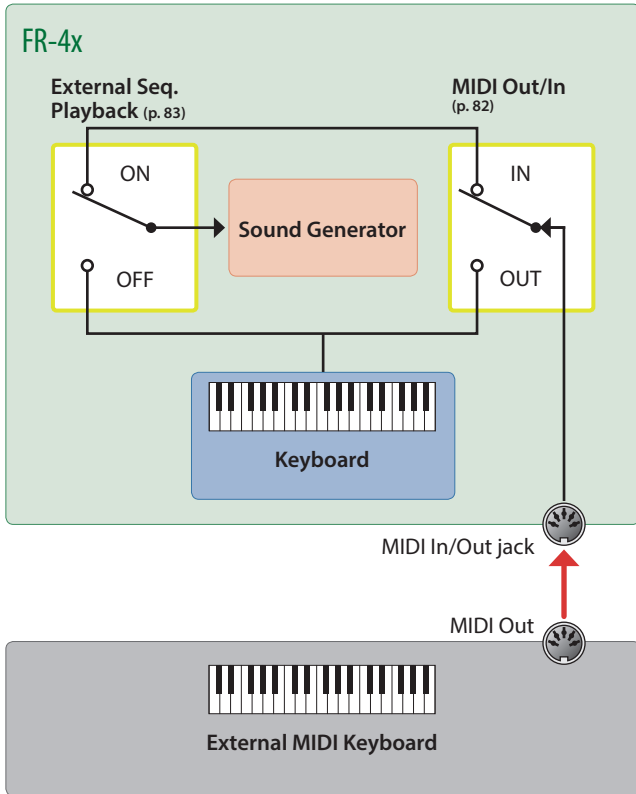 FR-4x
External Seq.
Playback (p. 83)
MIDI Out/In
(p. 82)
ON
OFF
Sound Generator
IN
OUT
Keyboard
MIDI In/Out jack
MIDI Out
External MIDI Keyboard